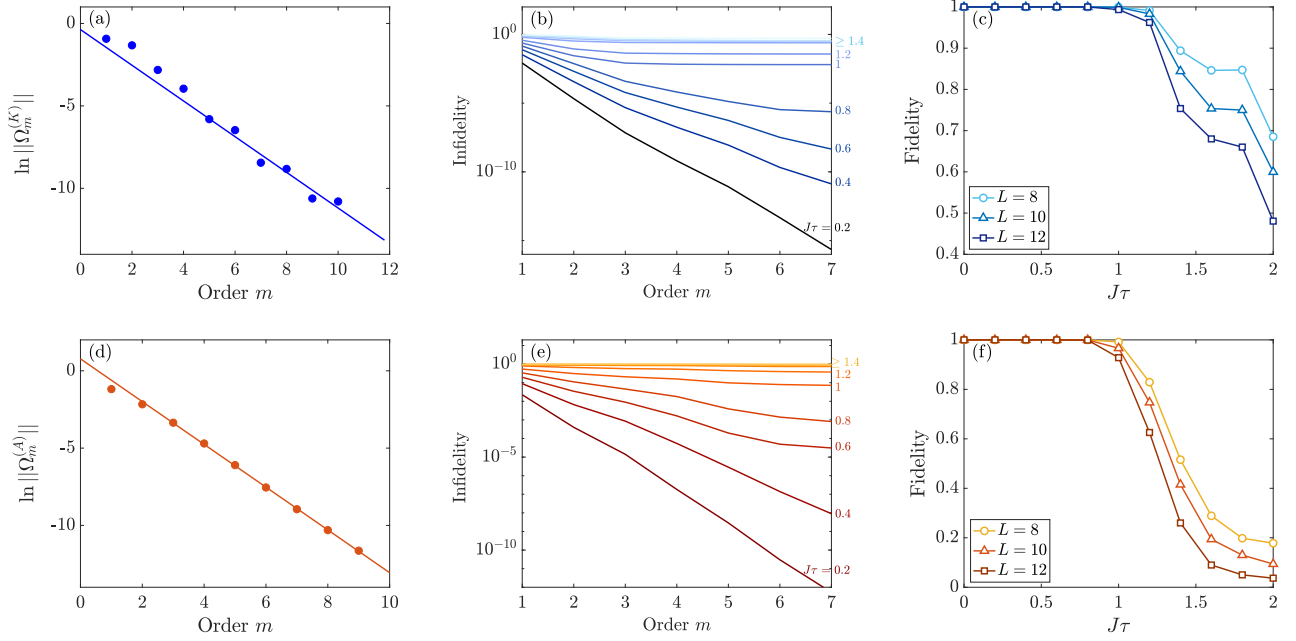 (a)
ln ||Ω_m^(K)||
0
-5
-10
0 2 4 6 8 10 12
Order m
(b)
Infidelity
10^0
10^-5
10^-10
≥1.4
1.2
1
0.8
0.6
0.4
Jτ = 0.2
1 2 3 4 5 6 7
Order m
(c)
Fidelity
1
0.9
0.8
0.7
0.6
0.5
0.4
L = 8
L = 10
L = 12
0 0.5 1 1.5 2
Jτ
(d)
ln ||Ω_m^(A)||
0
-5
-10
0 2 4 6 8 10
Order m
(e)
Infidelity
10^0
10^-5
10^-10
≥1.4
1.2
1
0.8
0.6
0.4
Jτ = 0.2
1 2 3 4 5 6 7
Order m
(f)
Fidelity
1
0.8
0.6
0.4
0.2
0
L = 8
L = 10
L = 12
0 0.5 1 1.5 2
Jτ